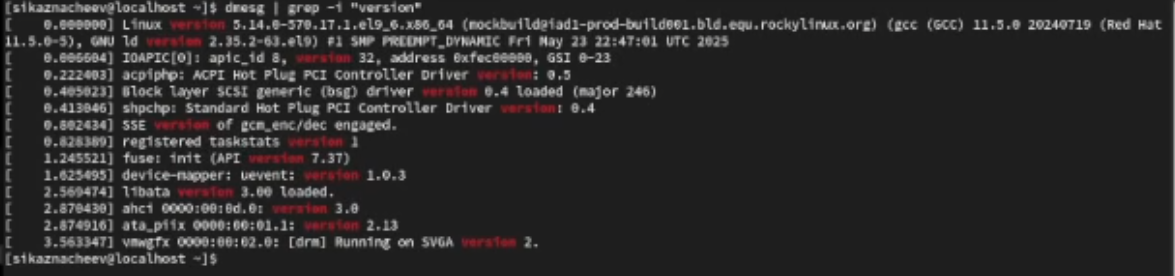 [sikaznacheev@localhost ~]$ dmesg | grep -i "version"
[    0.000000] Linux version 5.14.0-570.17.1.el9_6.x86_64 (mockbuild@iad1-prod-build001.bld.equ.rockylinux.org) (gcc (GCC) 11.5.0 20240719 (Red Hat
11.5.0-5), GNU ld version 2.35.2-63.el9) #1 SMP PREEMPT_DYNAMIC Fri May 23 22:47:01 UTC 2025
[    0.006604] IOAPIC[0]: apic_id 8, version 32, address 0xfec00000, GSI 0-23
[    0.222403] acpiphp: ACPI Hot Plug PCI Controller Driver version: 0.5
[    0.405023] Block layer SCSI generic (bsg) driver version 0.4 loaded (major 246)
[    0.413046] shpchp: Standard Hot Plug PCI Controller Driver version: 0.4
[    0.802434] SSE version of gcm_enc/dec engaged.
[    0.828389] registered taskstats version 1
[    1.245521] fuse: init (API version 7.37)
[    1.625495] device-mapper: uevent: version 1.0.3
[    2.569474] libata version 3.00 loaded.
[    2.870430] ahci 0000:00:0d.0: version 3.0
[    2.874916] ata_piix 0000:00:01.1: version 2.13
[    3.563347] vmwgfx 0000:00:02.0: [drm] Running on SVGA version 2.
[sikaznacheev@localhost ~]$